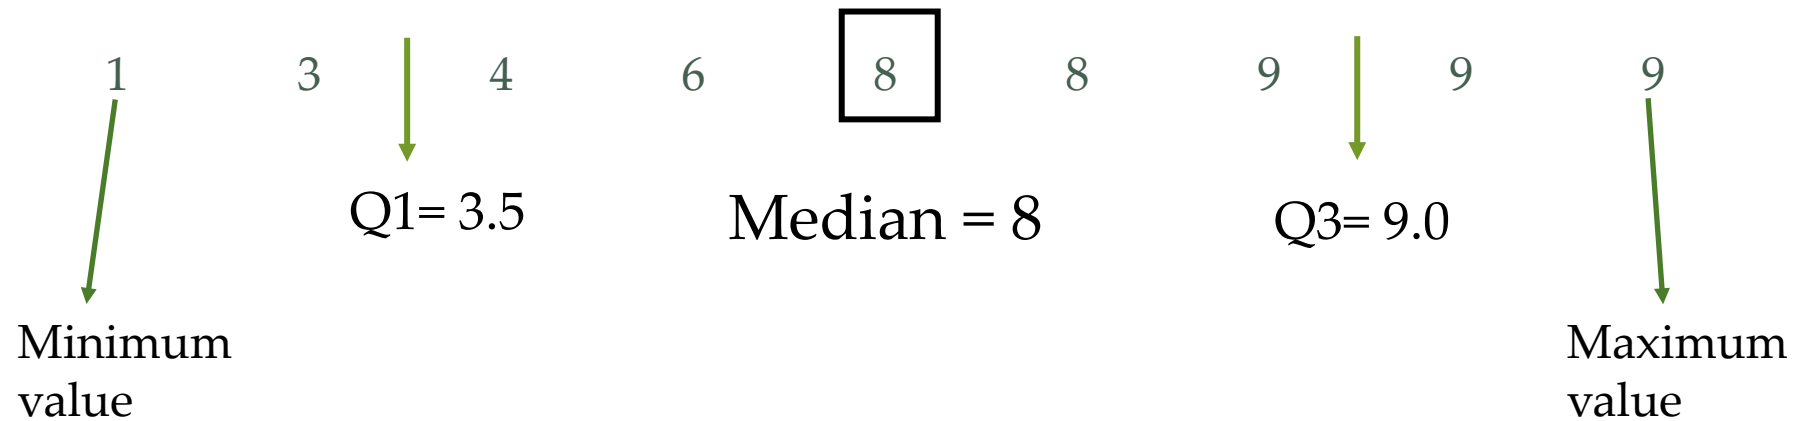 1 3 4 6 8 8 9 9 9
Q1= 3.5 Median = 8 Q3= 9.0
Minimum
value
Maximum
value